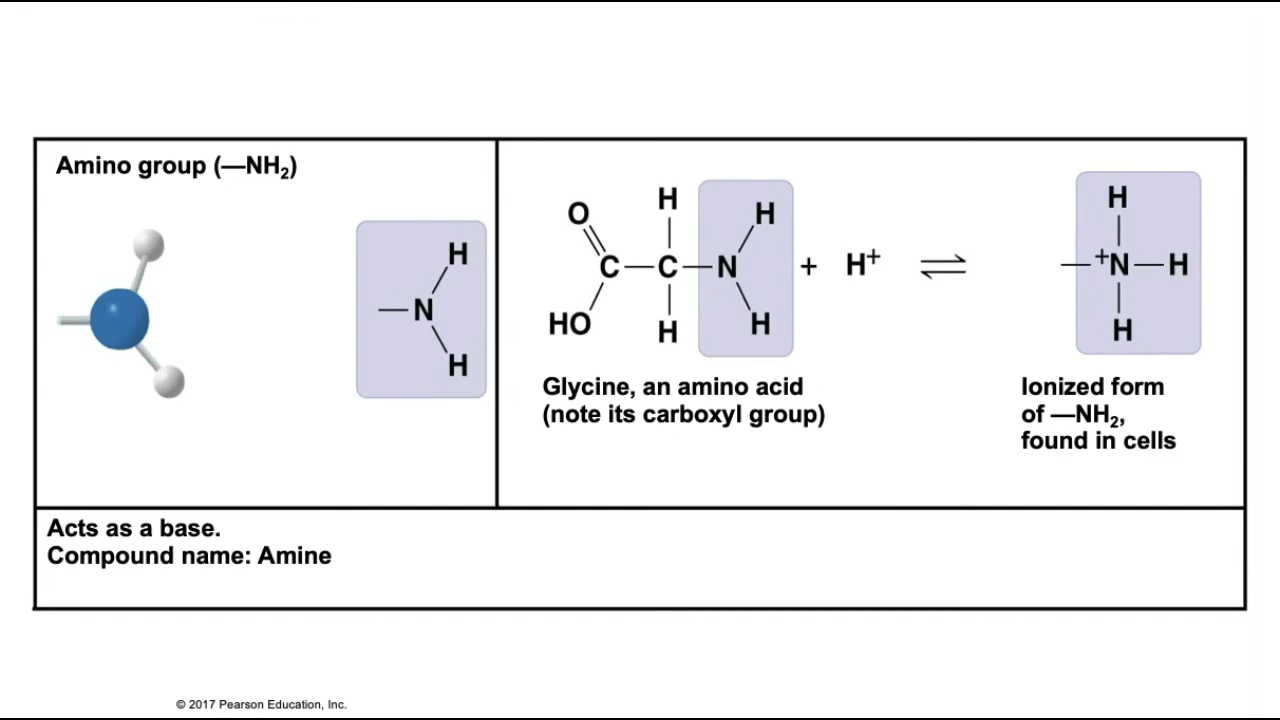 Amino group (—NH₂)
H
—N
H
O
H
H
C—C—N
+ H⁺ ⇌
HO
H
H
H
—⁺N—H
H
Glycine, an amino acid
(note its carboxyl group)
Ionized form
of —NH₂,
found in cells
Acts as a base.
Compound name: Amine
© 2017 Pearson Education, Inc.